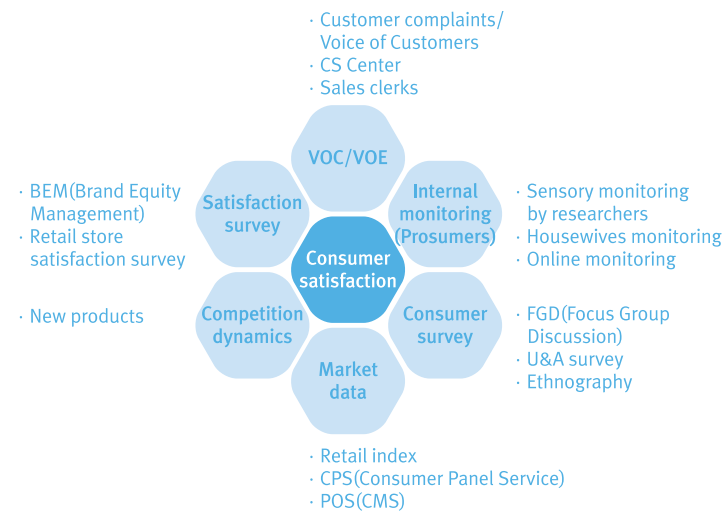 · Customer complaints/
Voice of Customers
· CS Center
· Sales clerks
VOC/VOE
· BEM(Brand Equity
Management)
· Retail store
satisfaction survey
Satisfaction
survey
Internal
monitoring
(Prosumers)
· Sensory monitoring
by researchers
· Housewives monitoring
· Online monitoring
Consumer
satisfaction
· New products
Competition
dynamics
Consumer
survey
· FGD(Focus Group
Discussion)
· U&A survey
· Ethnography
Market
data
· Retail index
· CPS(Consumer Panel Service)
· POS(CMS)